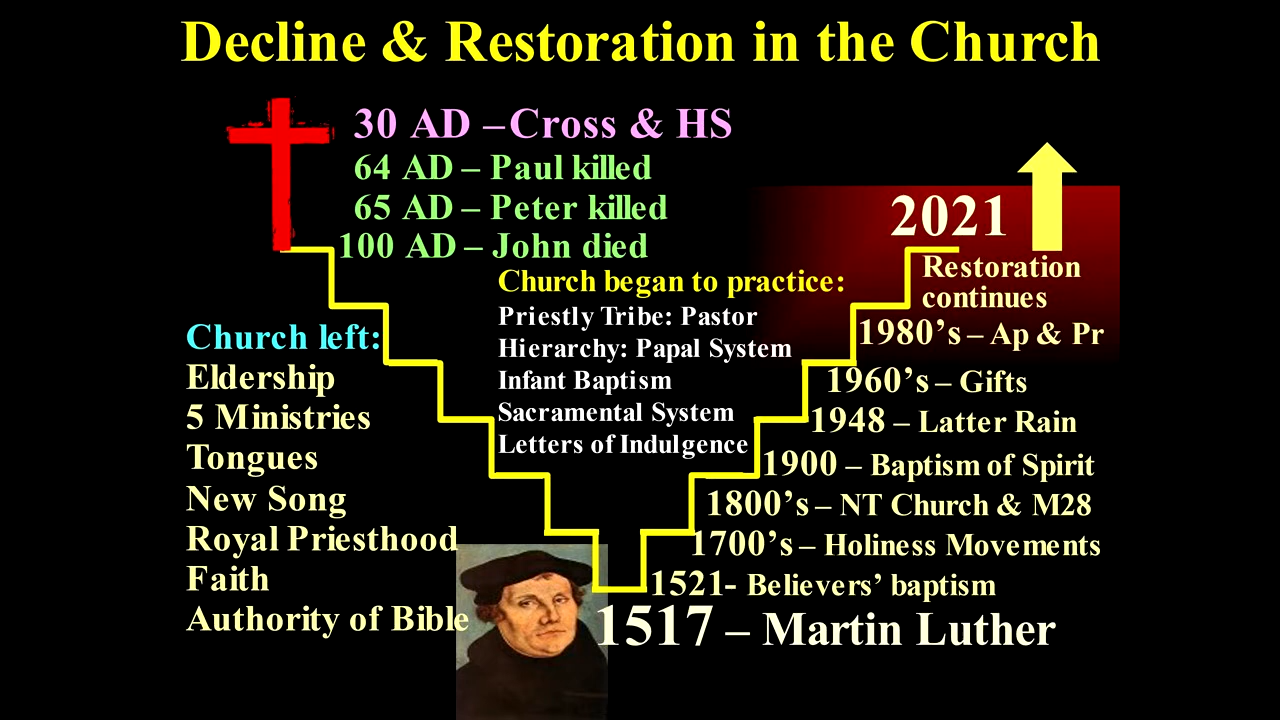 Decline & Restoration in the Church
30 AD – Cross & HS
64 AD – Paul killed
65 AD – Peter killed
100 AD – John died
Church began to practice:
Priestly Tribe: Pastor
Hierarchy: Papal System
Infant Baptism
Sacramental System
Letters of Indulgence
Church left:
Eldership
5 Ministries
Tongues
New Song
Royal Priesthood
Faith
Authority of Bible
2021
Restoration
continues
1980’s – Ap & Pr
1960’s – Gifts
1948 – Latter Rain
1900 – Baptism of Spirit
1800’s – NT Church & M28
1700’s – Holiness Movements
1521- Believers’ baptism
1517 – Martin Luther